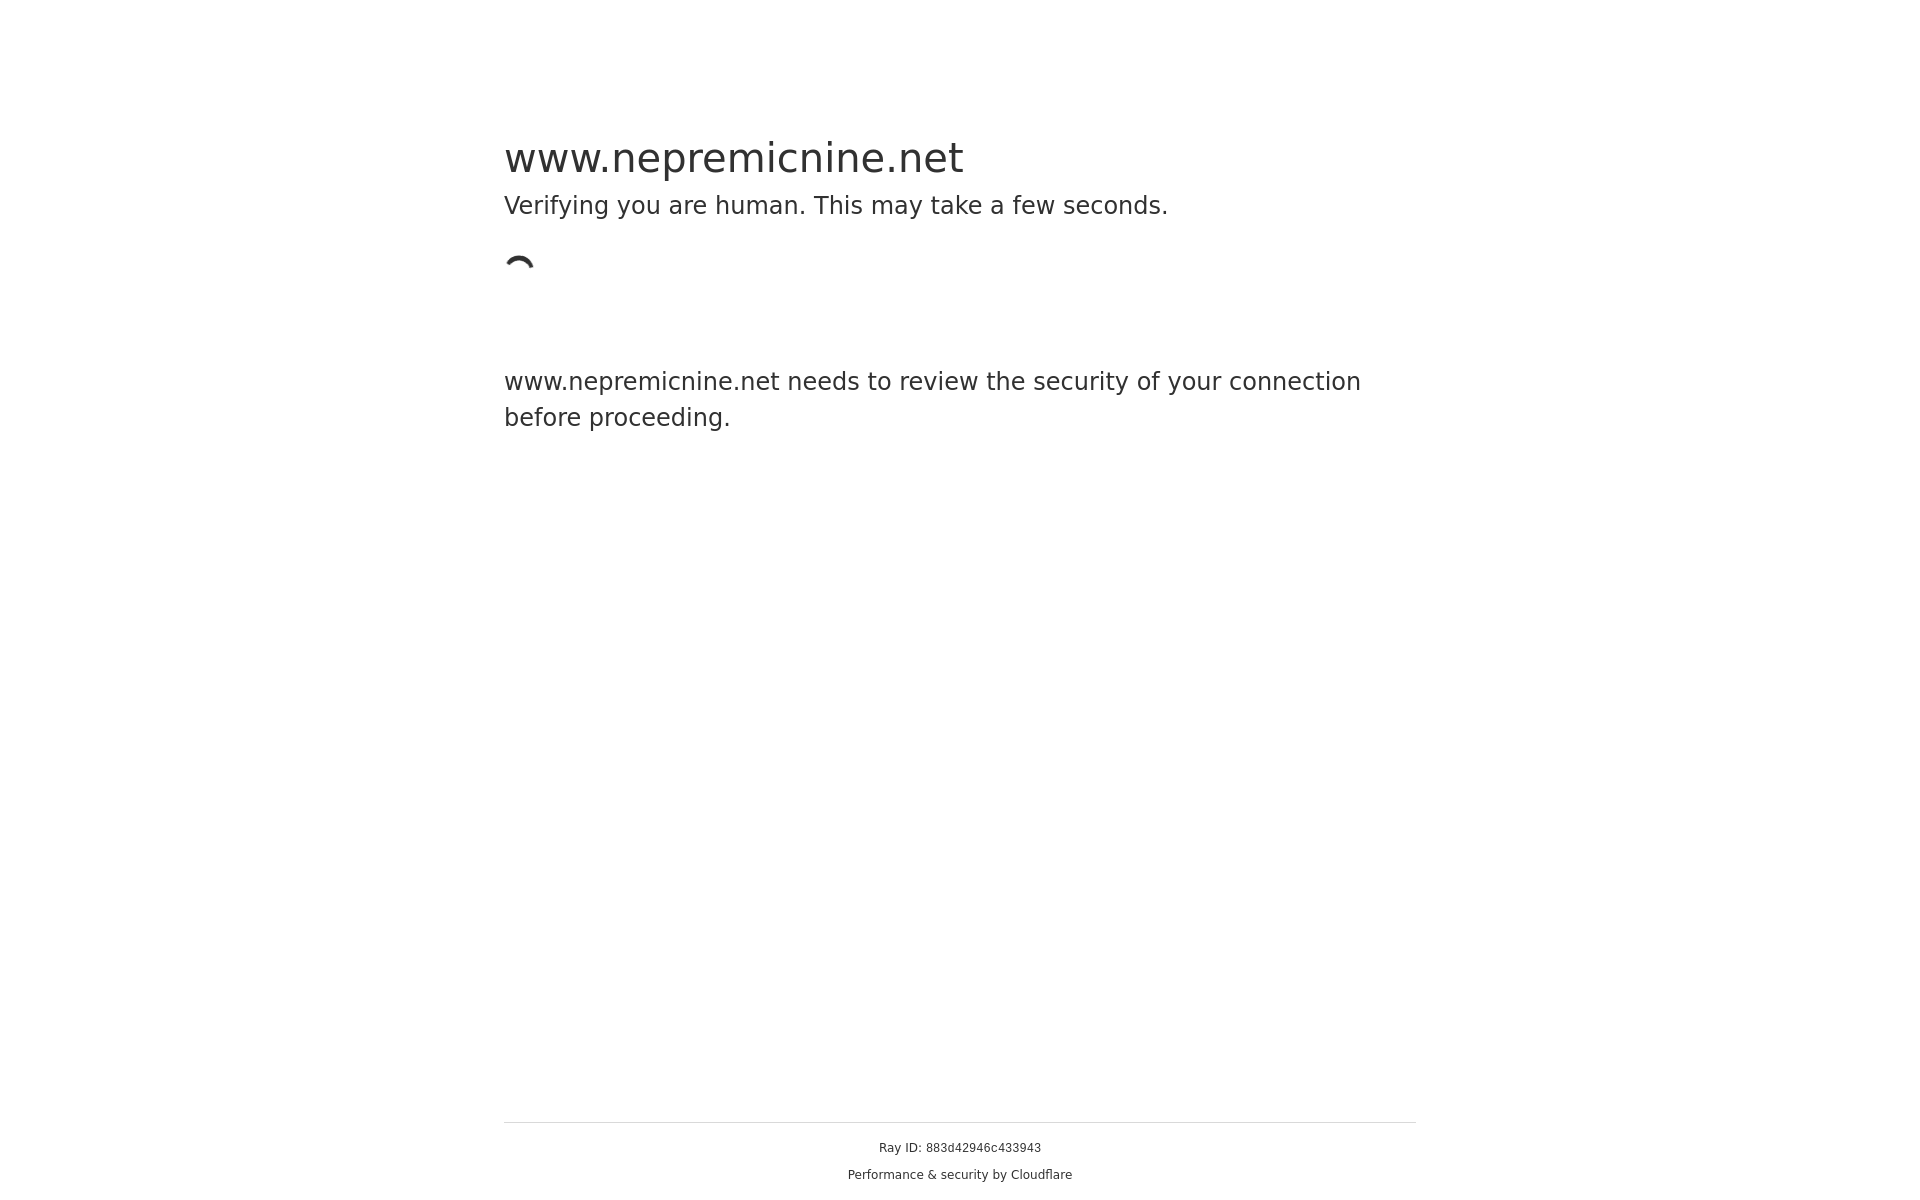 www.nepremicnine.net
Verifying you are human. This may take a few seconds.
www.nepremicnine.net needs to review the security of your connection
before proceeding.
Ray ID: 883d42946c433943
Performance & security by Cloudflare